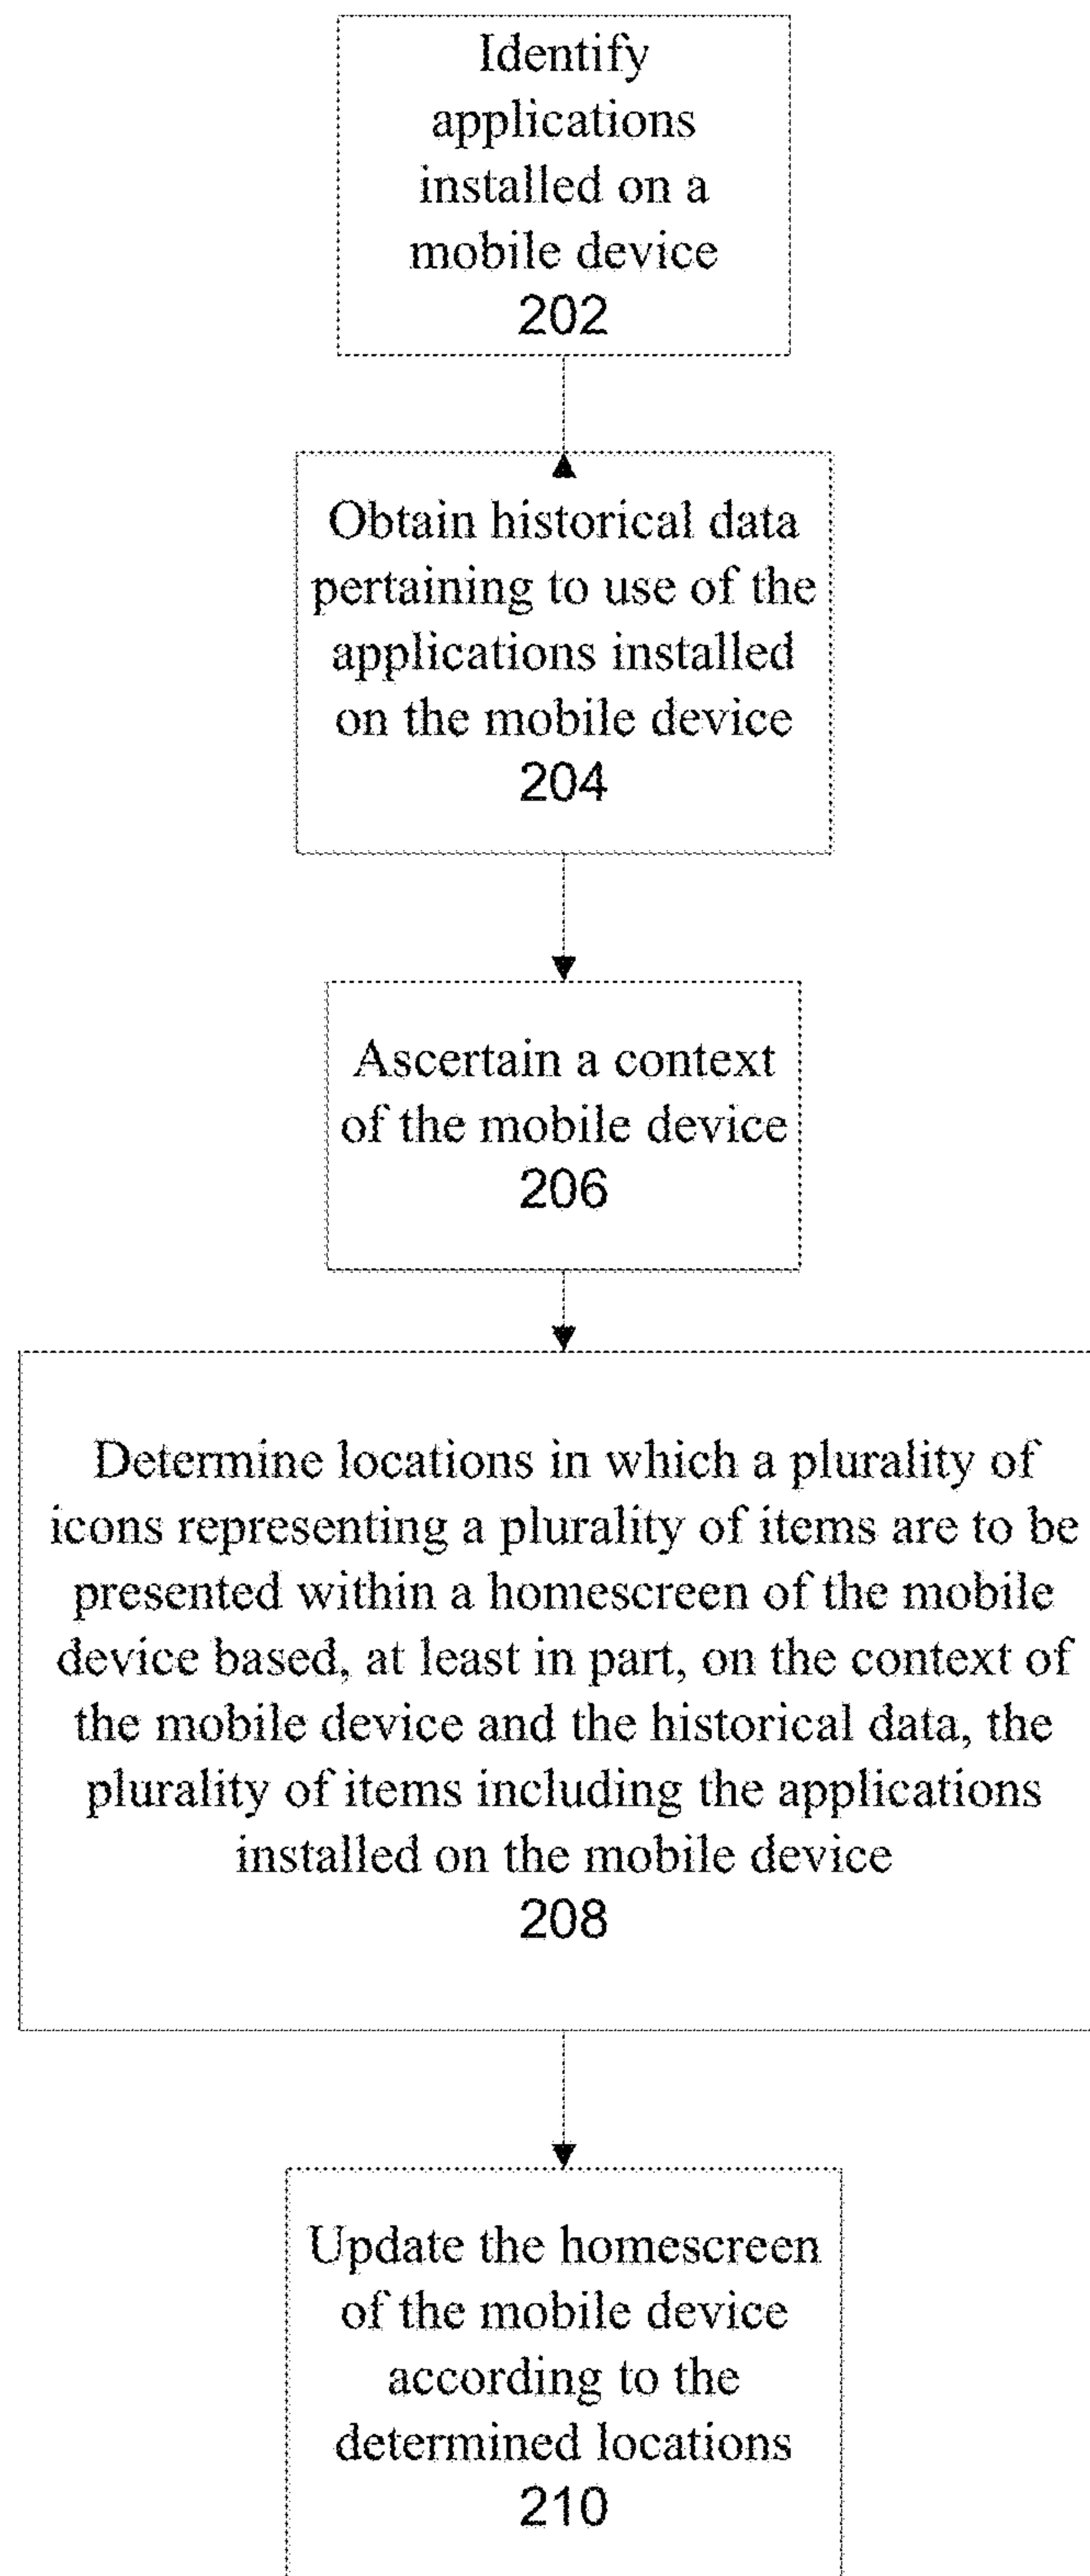 Identify
applications
installed on a
mobile device
202
Obtain historical data
pertaining to use of the
applications installed
on the mobile device
204
Ascertain a context
of the mobile device
206
Determine locations in which a plurality of
icons representing a plurality of items are to be
presented within a homescreen of the mobile
device based, at least in part, on the context of
the mobile device and the historical data, the
plurality of items including the applications
installed on the mobile device
208
Update the homescreen
of the mobile device
according to the
determined locations
210